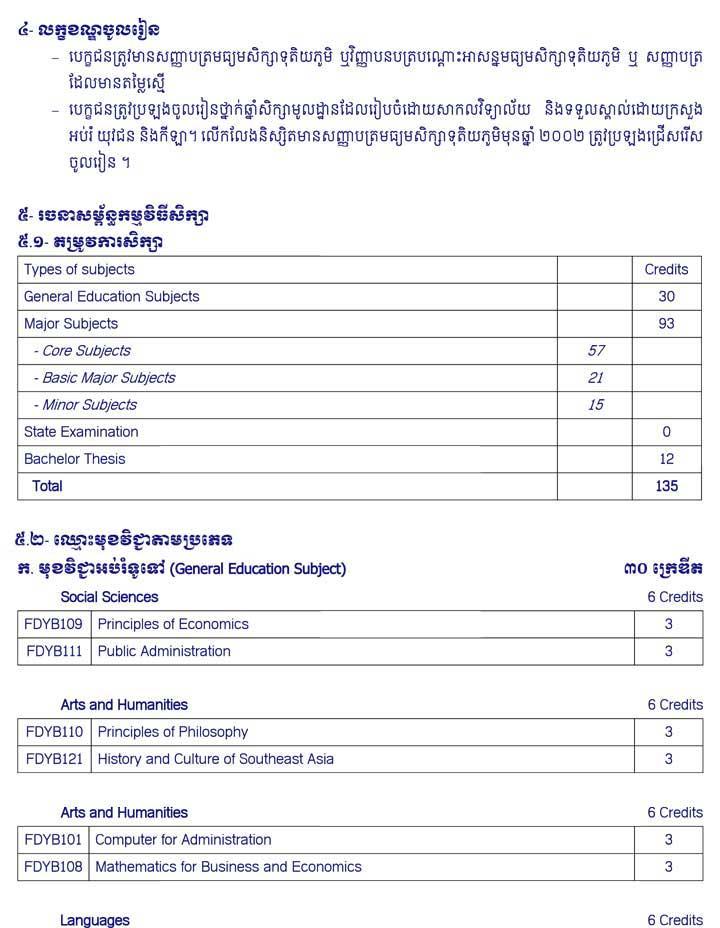 ៤- លក្ខខណ្ឌចូលរៀន
– បេក្ខជនត្រូវមានសញ្ញាបត្រមធ្យមសិក្សាទុតិយភូមិ ឬវិញ្ញាបនបត្របណ្តោះអាសន្នមធ្យមសិក្សាទុតិយភូមិ ឬ សញ្ញាបត្រ
ដែលមានតម្លៃស្មើ
– បេក្ខជនត្រូវប្រឡងចូលរៀនថ្នាក់ឆ្នាំសិក្សាមូលដ្ឋានដែលរៀបចំដោយសាកលវិទ្យាល័យ និងទទួលស្គាល់ដោយក្រសួង
អប់រំ យុវជន និងកីឡា។ លើកលែងនិស្សិតមានសញ្ញាបត្រមធ្យមសិក្សាទុតិយភូមិមុនឆ្នាំ ២០០២ ត្រូវប្រឡងជ្រើសរើស
ចូលរៀន ។
៥- រចនាសម្ព័ន្ធកម្មវិធីសិក្សា
៥.១- តម្រូវការសិក្សា
Types of subjects Credits
General Education Subjects 30
Major Subjects 93
- Core Subjects 57
- Basic Major Subjects 21
- Minor Subjects 15
State Examination 0
Bachelor Thesis 12
Total 135
៥.២- ឈ្មោះមុខវិជ្ជាតាមប្រភេទ
ក. មុខវិជ្ជាអប់រំទូទៅ (General Education Subject) ៣០ ក្រេឌីត
Social Sciences 6 Credits
FDYB109 Principles of Economics 3
FDYB111 Public Administration 3
Arts and Humanities 6 Credits
FDYB110 Principles of Philosophy 3
FDYB121 History and Culture of Southeast Asia 3
Arts and Humanities 6 Credits
FDYB101 Computer for Administration 3
FDYB108 Mathematics for Business and Economics 3
Languages 6 Credits